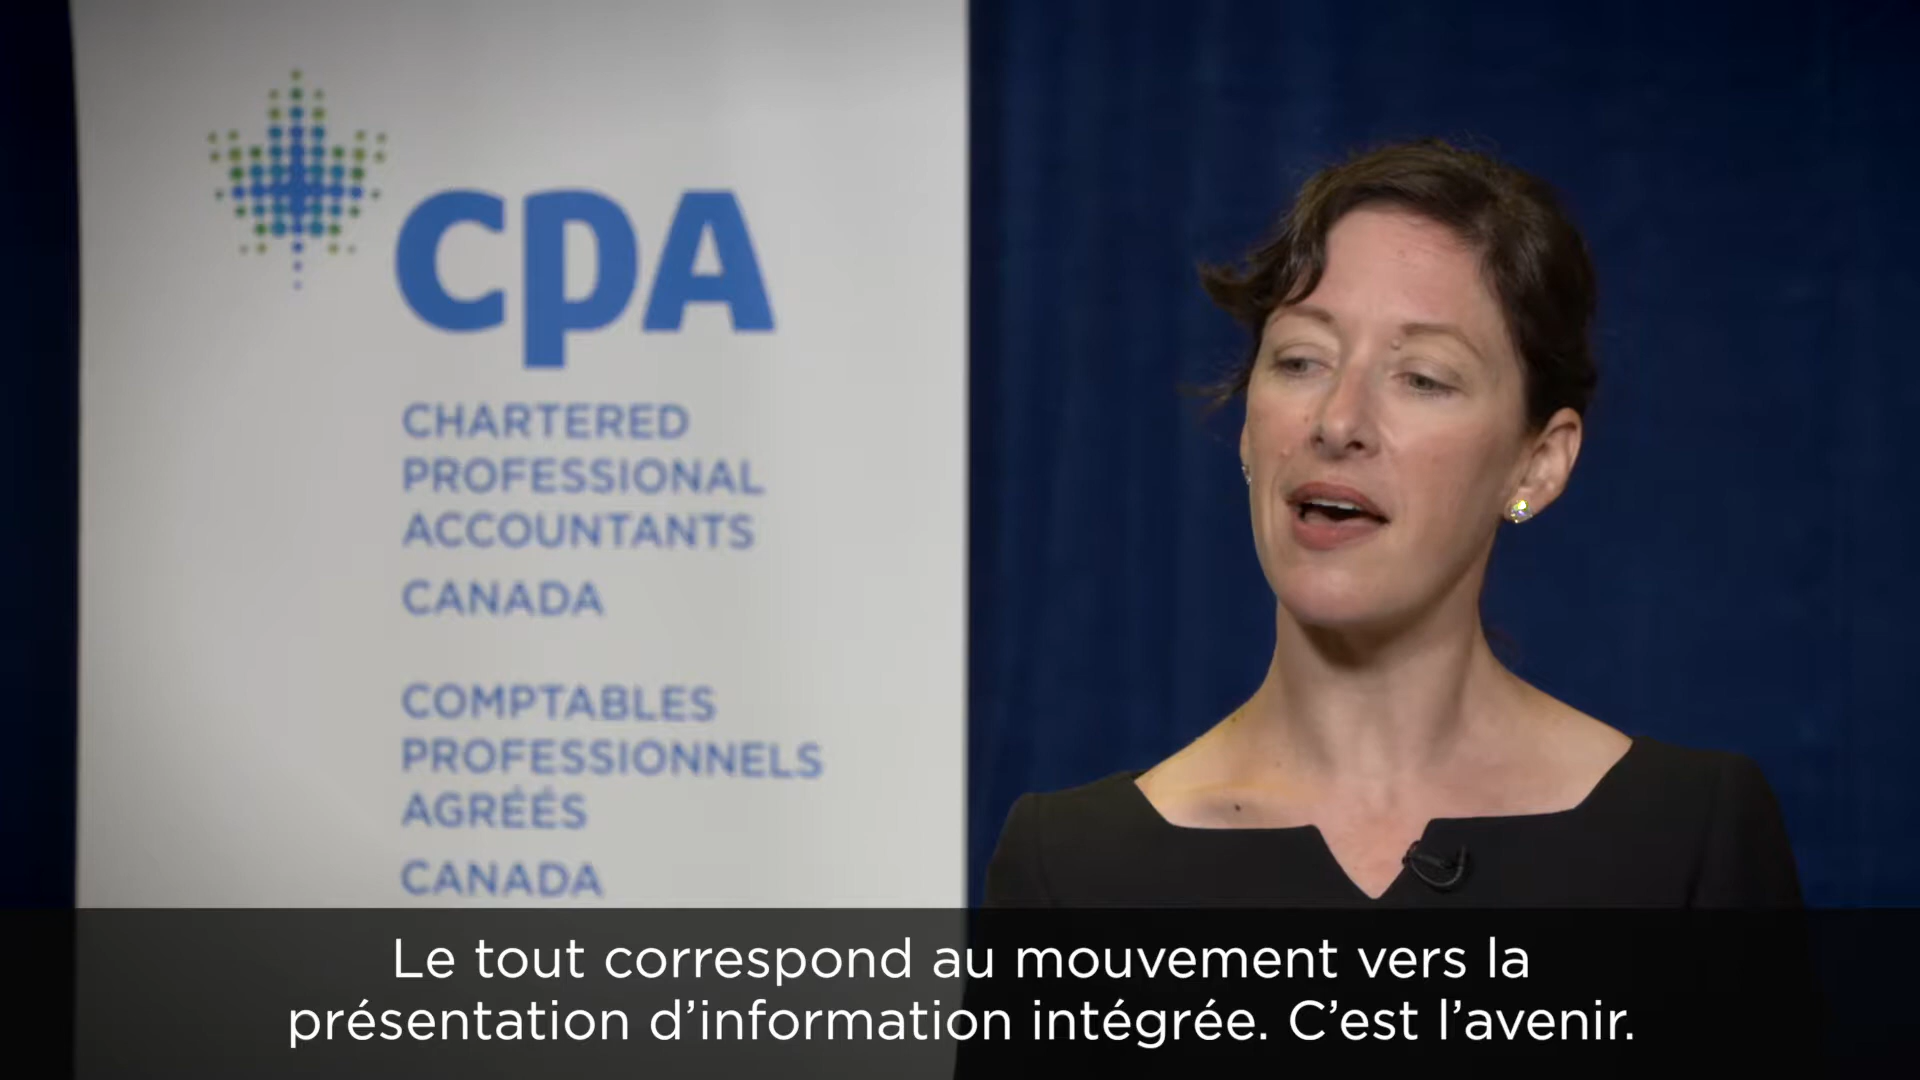 CPA
CHARTERED
PROFESSIONAL
ACCOUNTANTS
CANADA
COMPTABLES
PROFESSIONNELS
AGRÉÉS
CANADA
Le tout correspond au mouvement vers la
présentation d’information intégrée. C’est l’avenir.